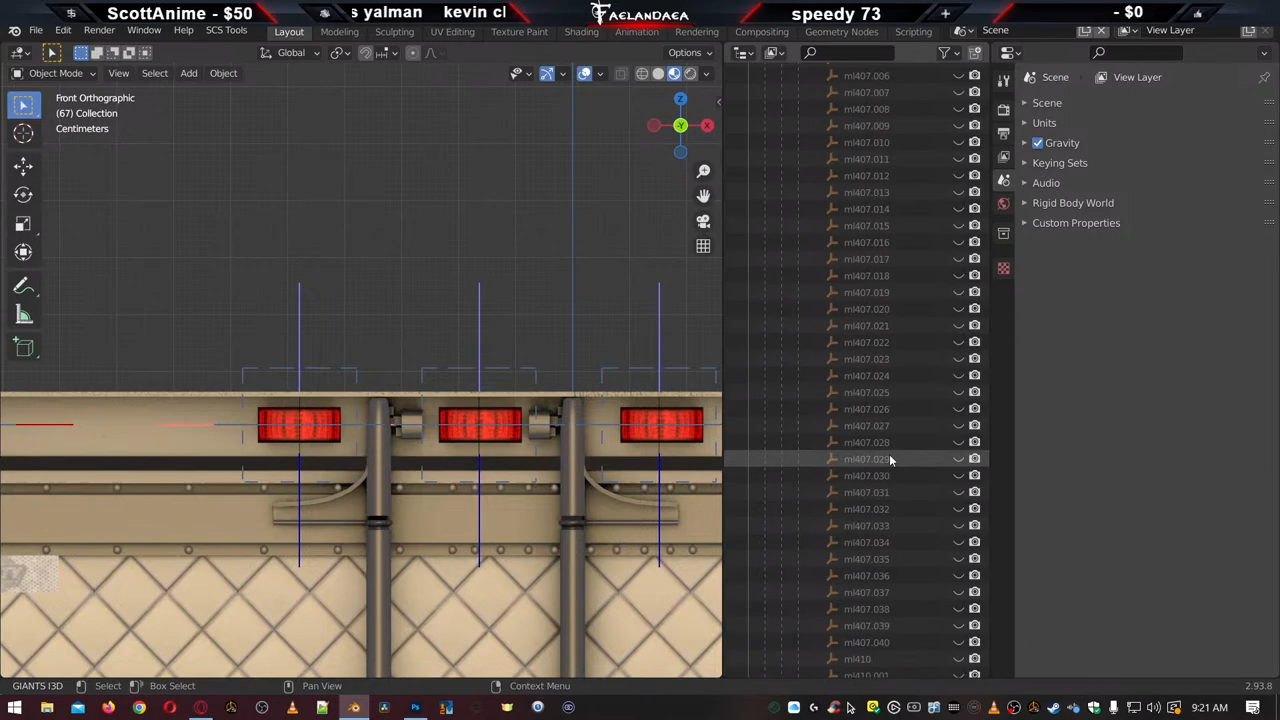 ScottAnime - $50
s yalman kevin cl
FAELANDAEA
speedy 73
- $0
File Edit Render Window Help SCS Tools
Layout Modeling Sculpting UV Editing Texture Paint Shading Animation Rendering Compositing Geometry Nodes Scripting
Scene
View Layer
Global
Options
Object Mode View Select Add Object
Front Orthographic
(67) Collection
Centimeters
Z
-Y
X
ml407.006
ml407.007
ml407.008
ml407.009
ml407.010
ml407.011
ml407.012
ml407.013
ml407.014
ml407.015
ml407.016
ml407.017
ml407.018
ml407.019
ml407.020
ml407.021
ml407.022
ml407.023
ml407.024
ml407.025
ml407.026
ml407.027
ml407.028
ml407.029
ml407.030
ml407.031
ml407.032
ml407.033
ml407.034
ml407.035
ml407.036
ml407.037
ml407.038
ml407.039
ml407.040
ml410
ml410.001
Scene View Layer
Scene
Units
Gravity
Keying Sets
Audio
Rigid Body World
Custom Properties
GIANTS I3D Select Box Select Pan View Context Menu 2.93.8
9:21 AM